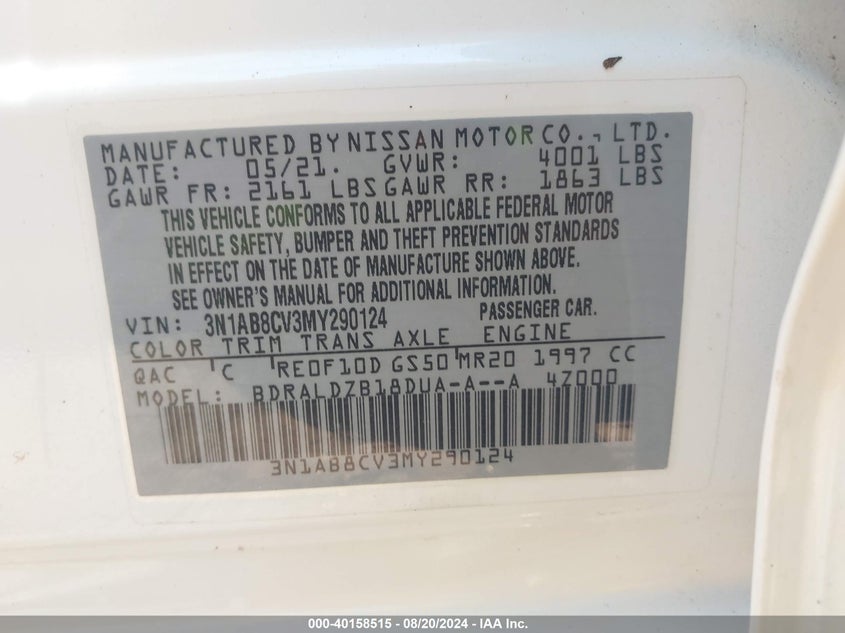 MANUFACTURED BY NISSAN MOTOR CO., LTD.
DATE: 05/21. GVWR: 4001 LBS
GAWR FR: 2161 LBS GAWR RR: 1863 LBS
THIS VEHICLE CONFORMS TO ALL APPLICABLE FEDERAL MOTOR
VEHICLE SAFETY, BUMPER AND THEFT PREVENTION STANDARDS
IN EFFECT ON THE DATE OF MANUFACTURE SHOWN ABOVE.
SEE OWNER'S MANUAL FOR ADDITIONAL INFORMATION.
VIN: 3N1AB8CV3MY290124 PASSENGER CAR.
COLOR TRIM TRANS AXLE ENGINE
QAC C RE0F10D GS50 MR20 1997 CC
MODEL: BDRALDZB18DUA-A--A 4Z000
3N1AB8CV3MY290124
000-40158515 - 08/20/2024 - IAA Inc.